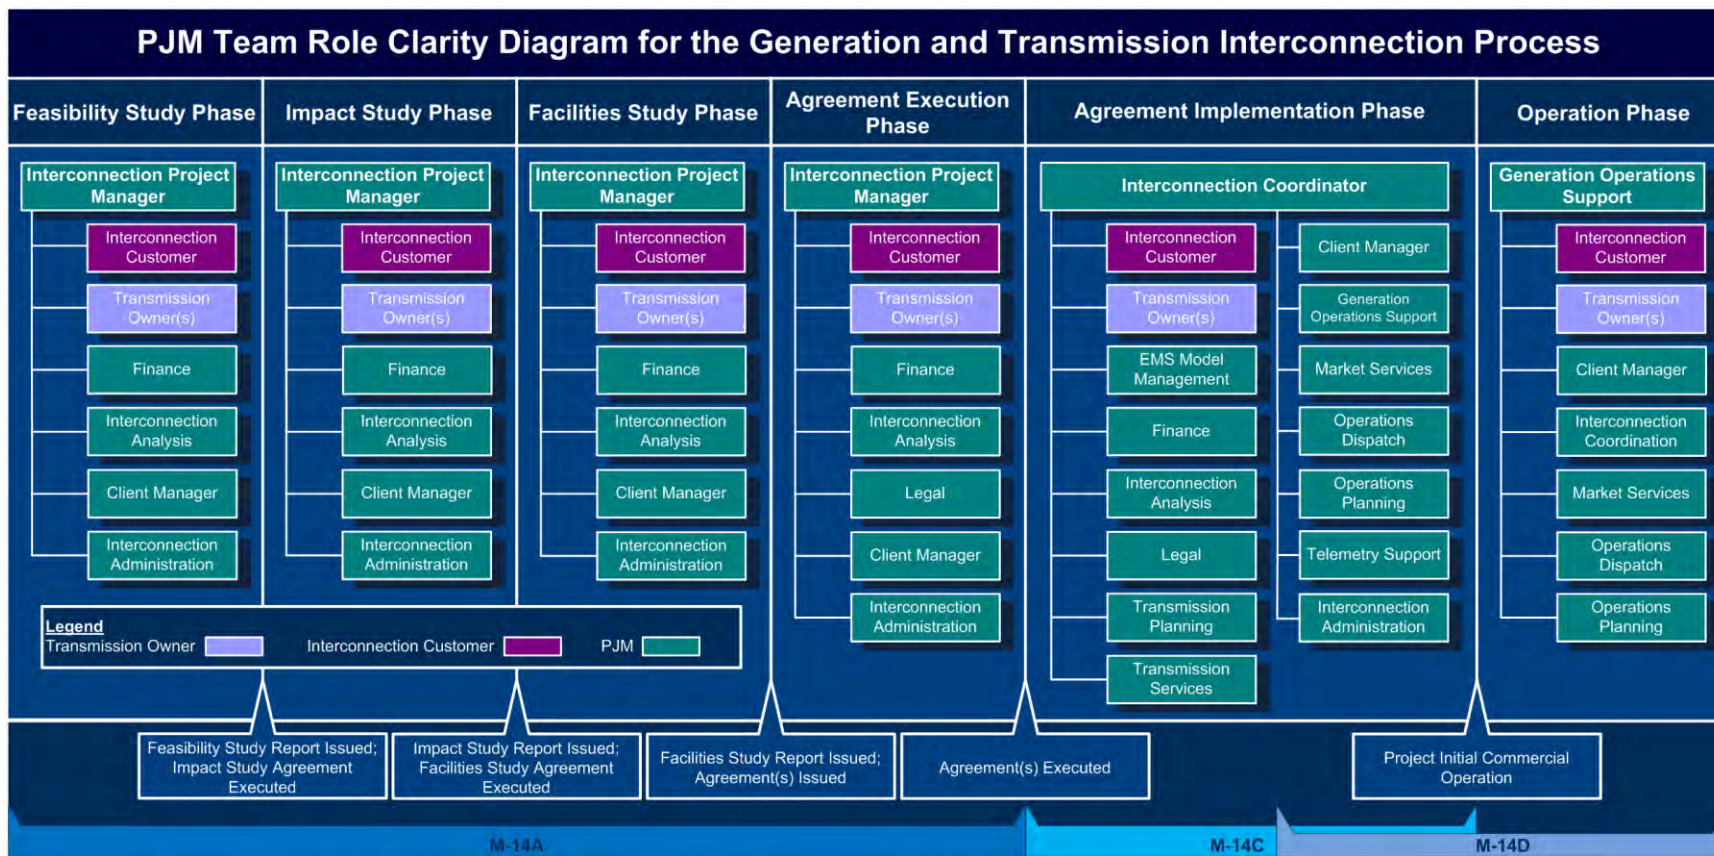 PJM Team Role Clarity Diagram for the Generation and Transmission Interconnection Process
Feasibility Study Phase
Impact Study Phase
Facilities Study Phase
Agreement Execution
Phase
Agreement Implementation Phase
Operation Phase
Interconnection Project
Manager
Interconnection
Customer
Transmission
Owner(s)
Finance
Interconnection
Analysis
Client Manager
Interconnection
Administration
Interconnection Project
Manager
Interconnection
Customer
Transmission
Owner(s)
Finance
Interconnection
Analysis
Client Manager
Interconnection
Administration
Interconnection Project
Manager
Interconnection
Customer
Transmission
Owner(s)
Finance
Interconnection
Analysis
Client Manager
Interconnection
Administration
Interconnection Project
Manager
Interconnection
Customer
Transmission
Owner(s)
Finance
Interconnection
Analysis
Legal
Client Manager
Interconnection
Administration
Interconnection Coordinator
Interconnection
Customer
Transmission
Owner(s)
EMS Model
Management
Finance
Interconnection
Analysis
Legal
Transmission
Planning
Transmission
Services
Client Manager
Generation
Operations Support
Market Services
Operations
Dispatch
Operations
Planning
Telemetry Support
Interconnection
Administration
Generation Operations
Support
Interconnection
Customer
Transmission
Owner(s)
Client Manager
Interconnection
Coordination
Market Services
Operations
Dispatch
Operations
Planning
Legend
Transmission Owner
Interconnection Customer
PJM
Feasibility Study Report Issued;
Impact Study Agreement
Executed
Impact Study Report Issued;
Facilities Study Agreement
Executed
Facilities Study Report Issued;
Agreement(s) Issued
Agreement(s) Executed
Project Initial Commercial
Operation
M-14A
M-14C
M-14D